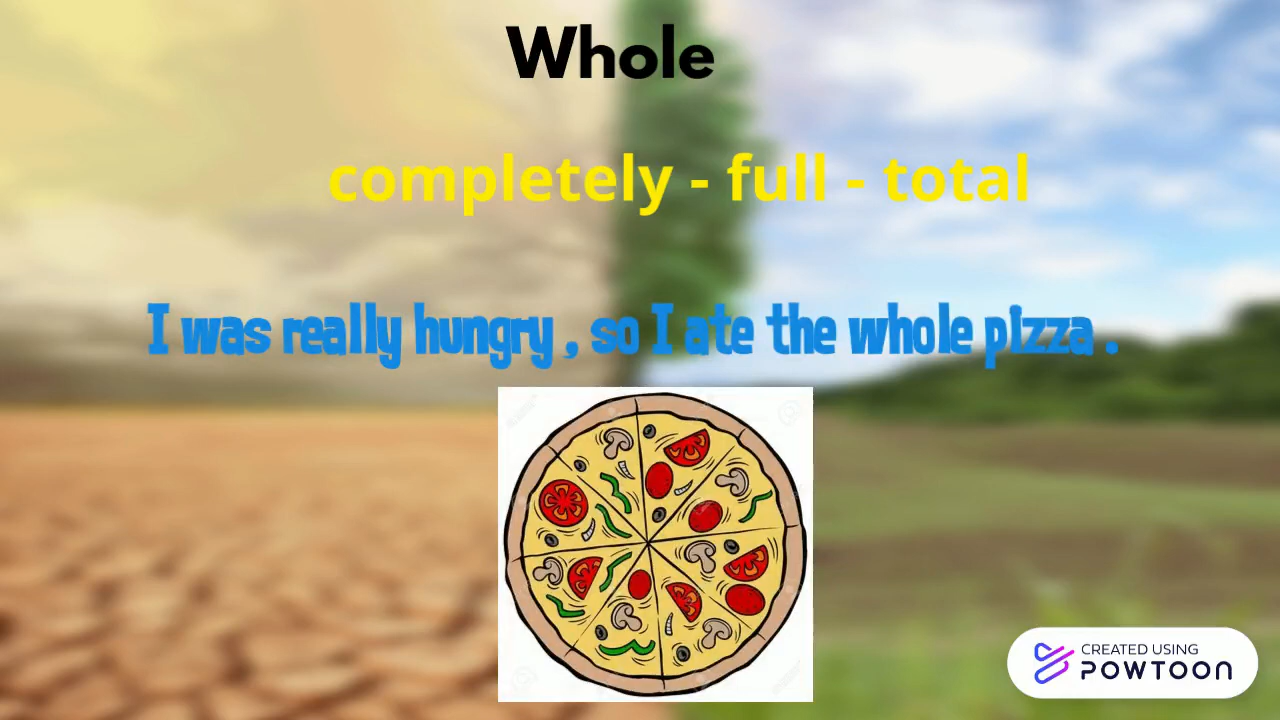 Whole
completely - full - total
I was really hungry , so I ate the whole pizza .
CREATED USING
POWTOON